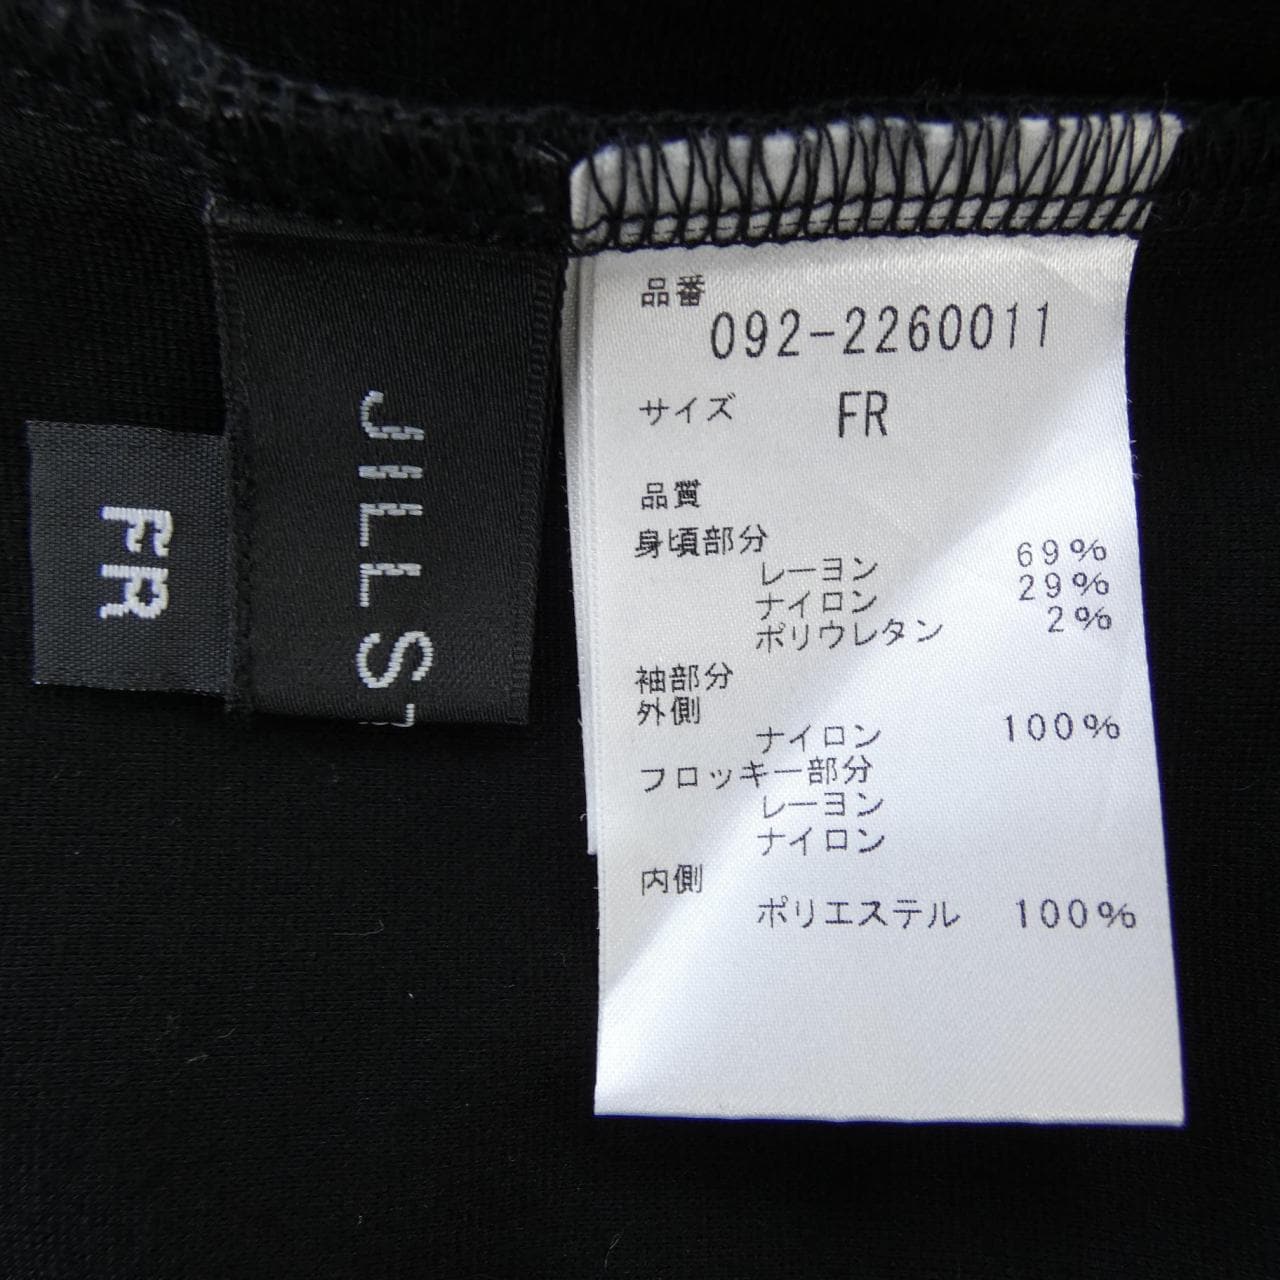 FR
JILL ST
品番
092-2260011
サイズ FR
品質
身頃部分
レーヨン 69%
ナイロン 29%
ポリウレタン 2%
袖部分
外側
ナイロン 100%
フロッキー部分
レーヨン
ナイロン
内側
ポリエステル 100%